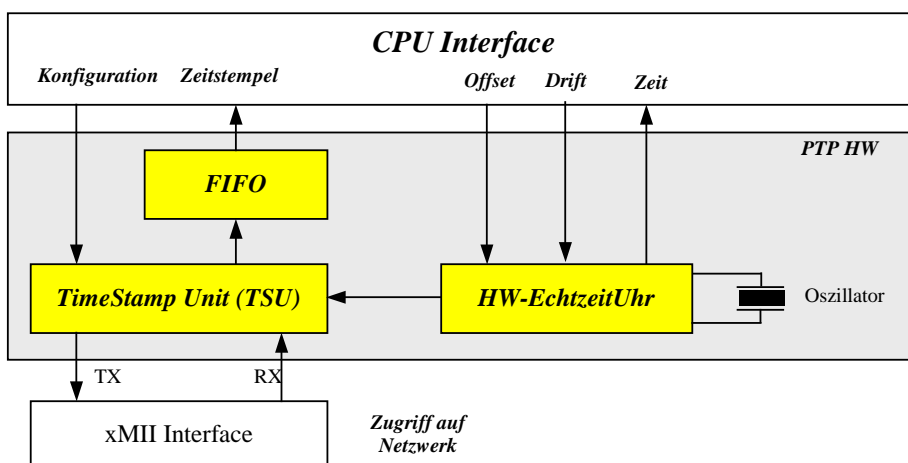 CPU Interface
Konfiguration Zeitstempel Offset Drift Zeit
PTP HW
FIFO
TimeStamp Unit (TSU) HW-EchtzeitUhr Oszillator
TX RX
xMII Interface
Zugriff auf
Netzwerk